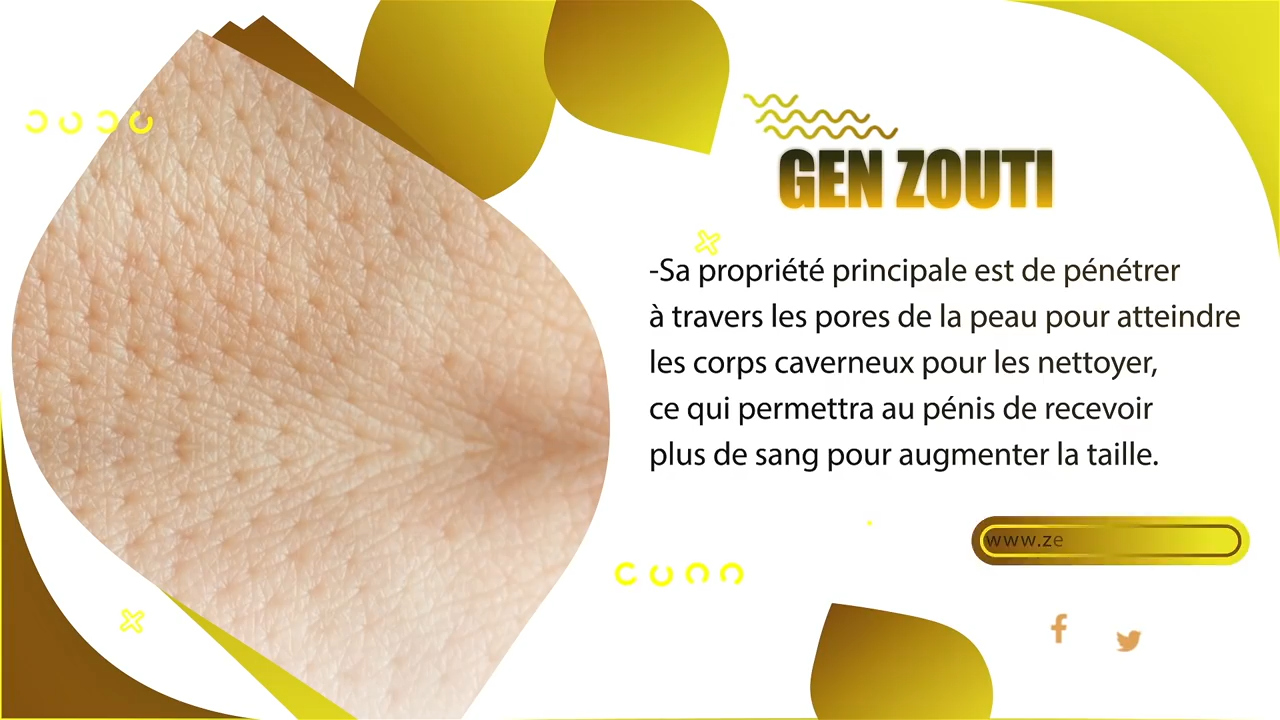 GEN ZOUTI
-Sa propriété principale est de pénétrer
à travers les pores de la peau pour atteindre
les corps caverneux pour les nettoyer,
ce qui permettra au pénis de recevoir
plus de sang pour augmenter la taille.
www.ze